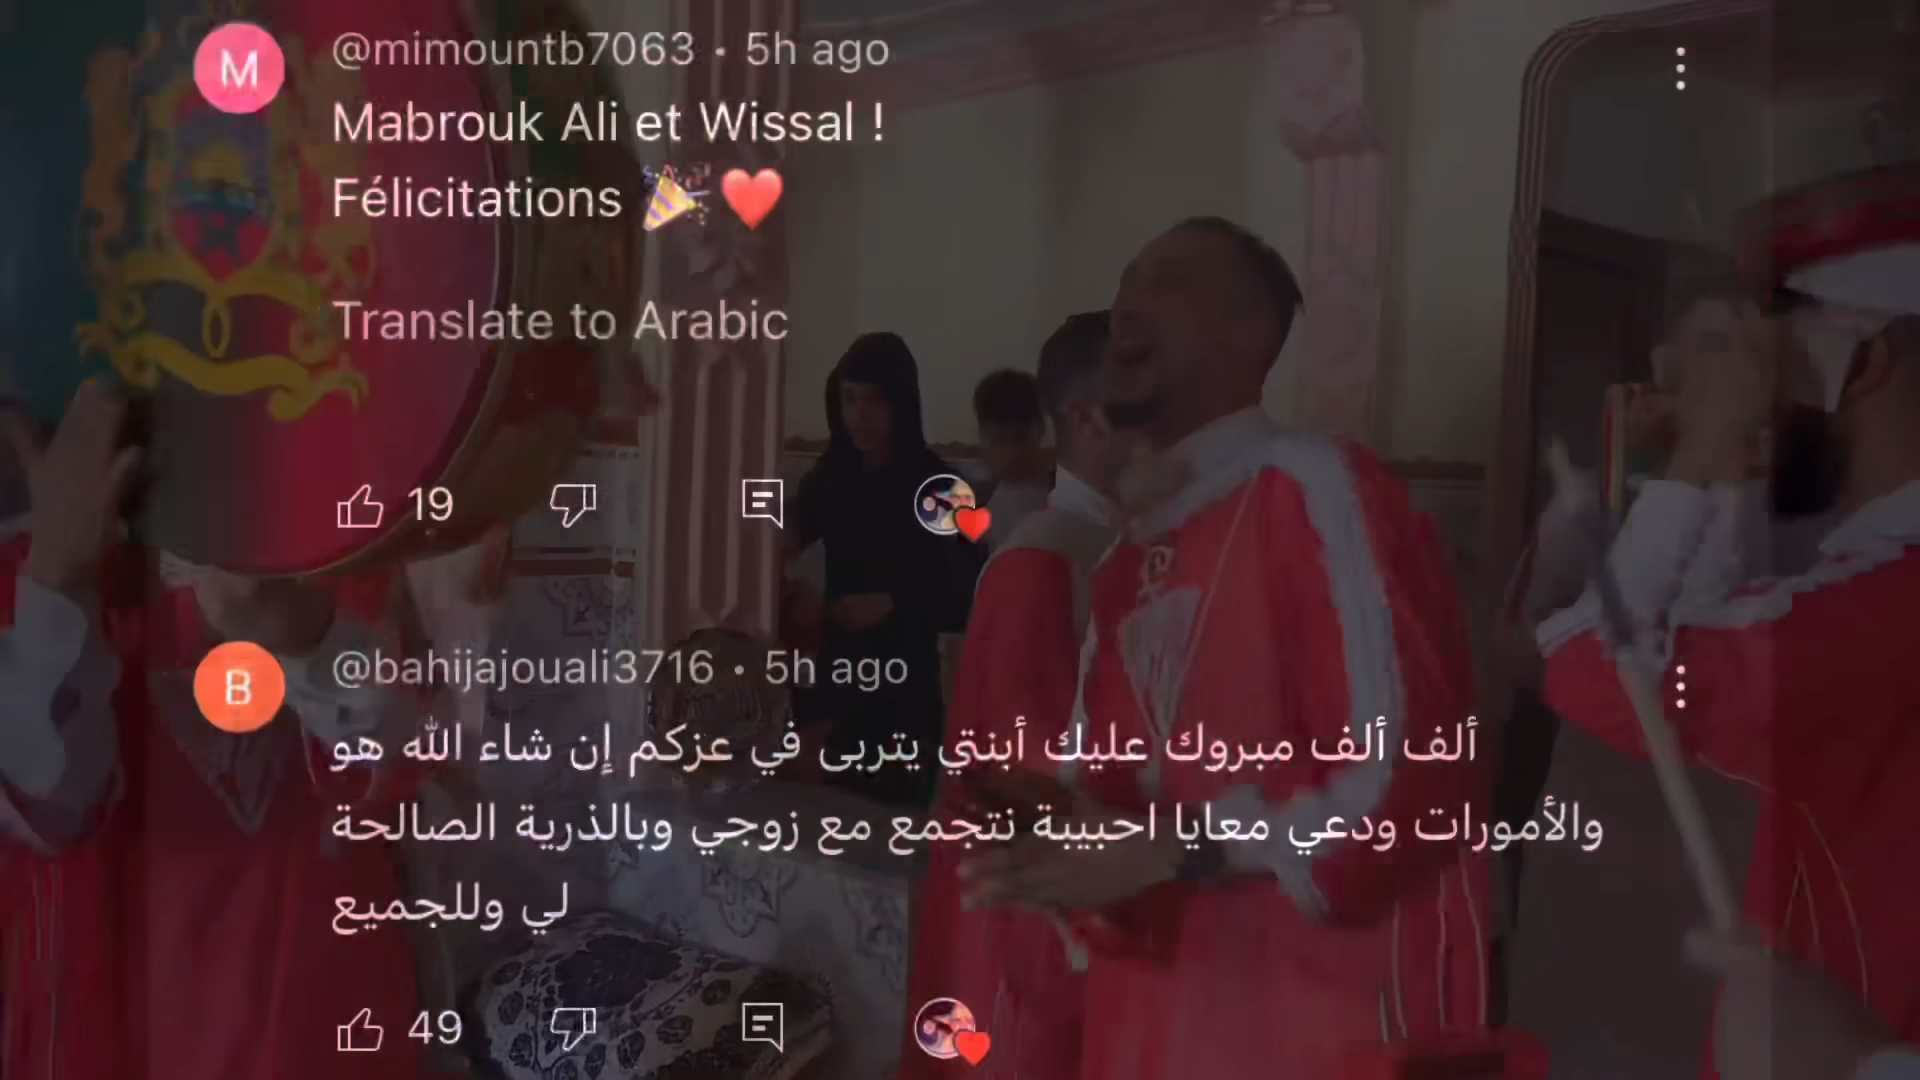 M
@mimountb7063 · 5h ago
Mabrouk Ali et Wissal !
Félicitations 🎉❤️
Translate to Arabic
19
B
@bahijajouali3716 · 5h ago
ألف ألف مبروك عليك أبنتي يتربى في عزكم إن شاء الله هو
والأمورات ودعي معايا احبيبة نتجمع مع زوجي وبالذرية الصالحة
لي وللجميع
49